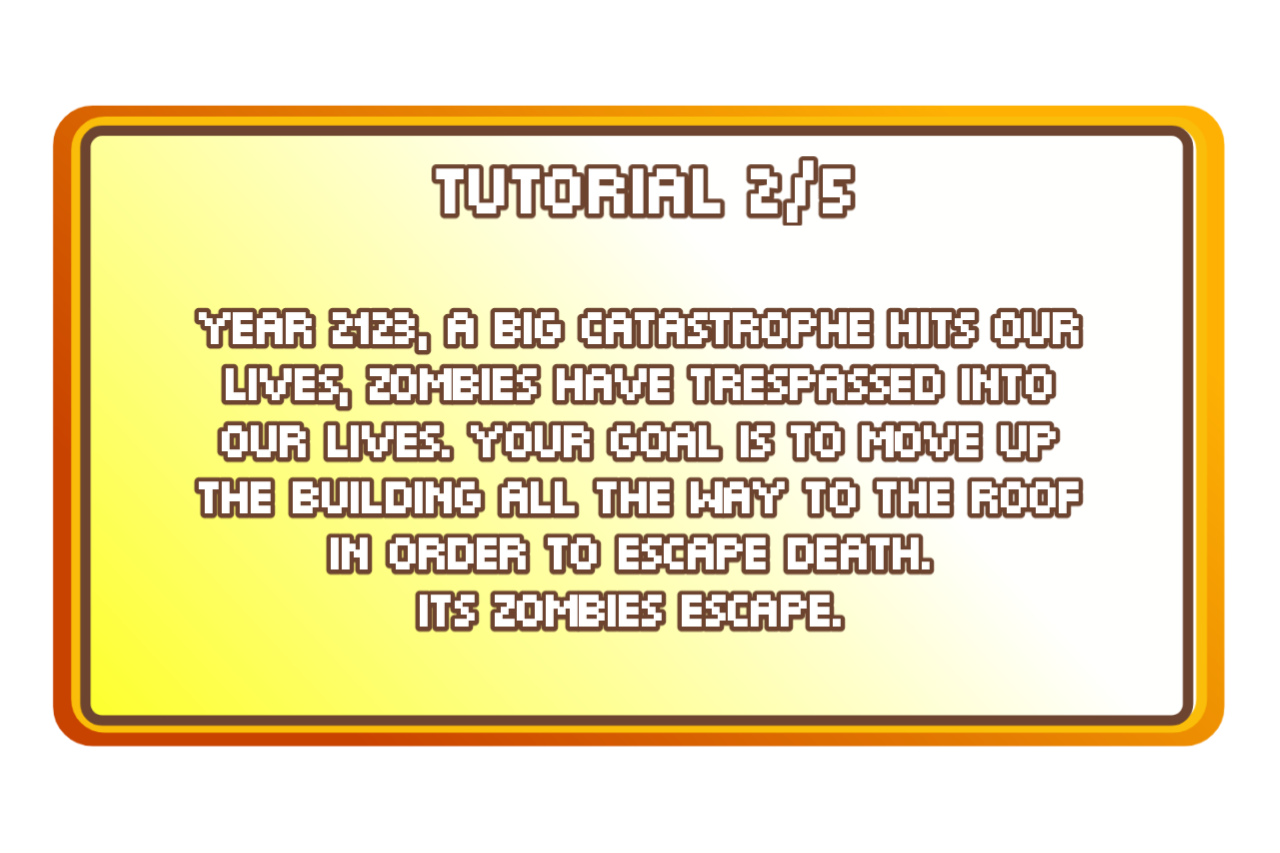 TUTORIAL 2/5
YEAR 2123, A BIG CATASTROPHE HITS OUR
LIVES, ZOMBIES HAVE TRESPASSED INTO
OUR LIVES. YOUR GOAL IS TO MOVE UP
THE BUILDING ALL THE WAY TO THE ROOF
IN ORDER TO ESCAPE DEATH.
ITS ZOMBIES ESCAPE.